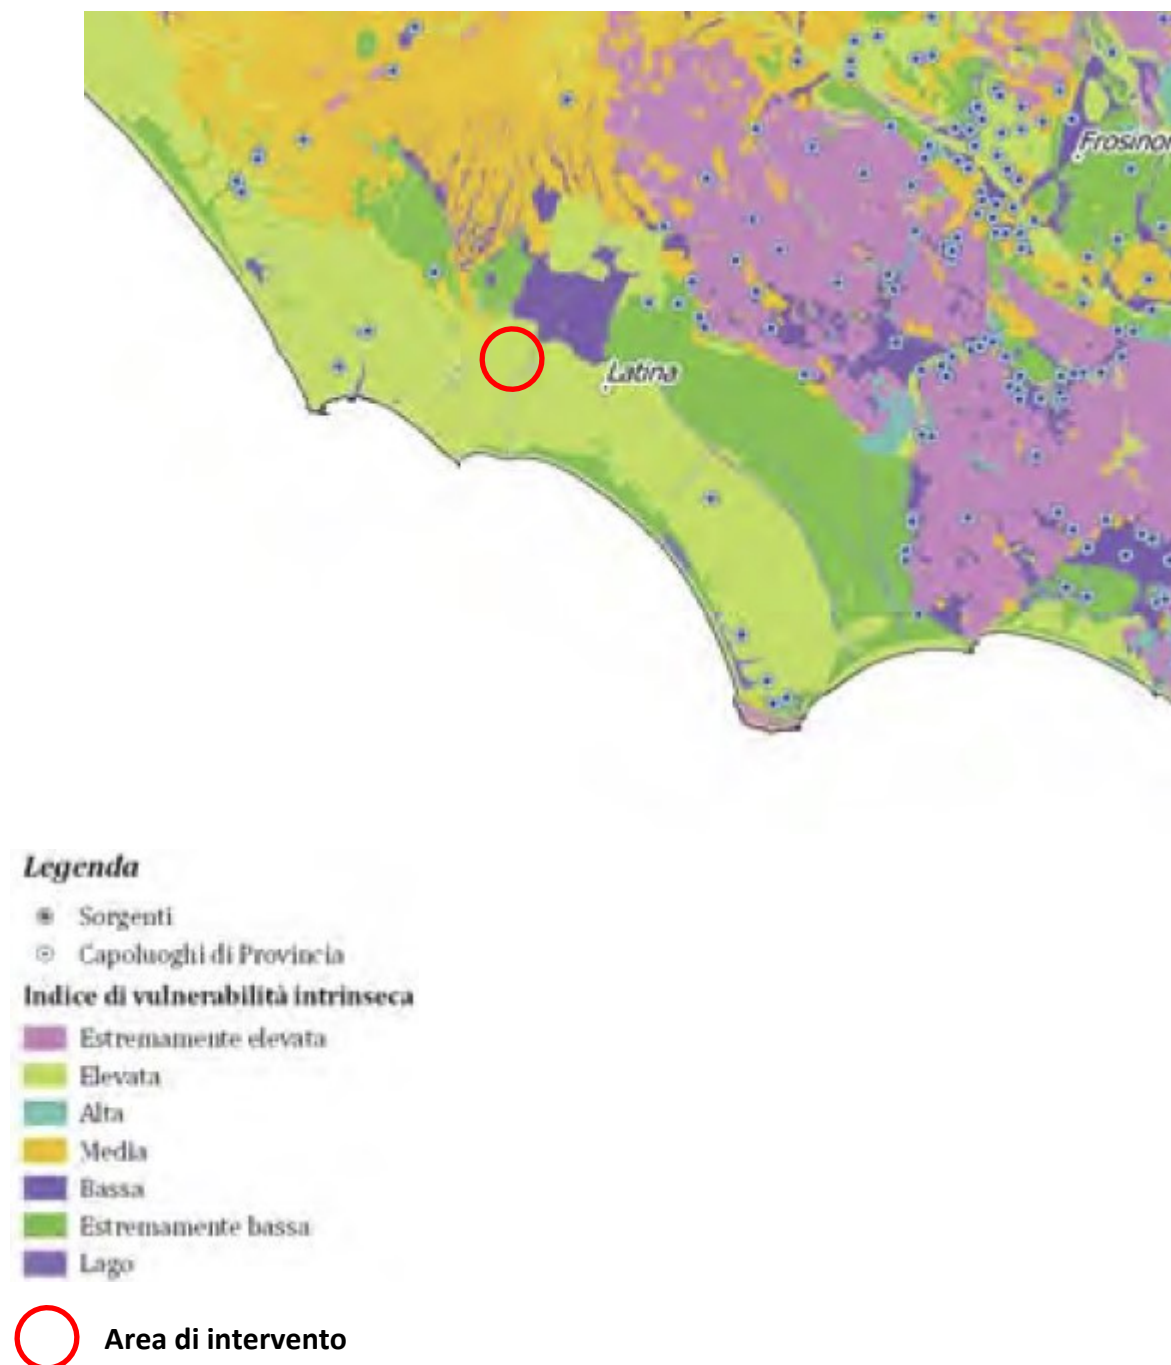 Frosinon
Latina
Legenda
Sorgenti
Capoluoghi di Provincia
Indice di vulnerabilità intrinseca
Estremamente elevata
Elevata
Alta
Media
Bassa
Estremamente bassa
Lago
Area di intervento